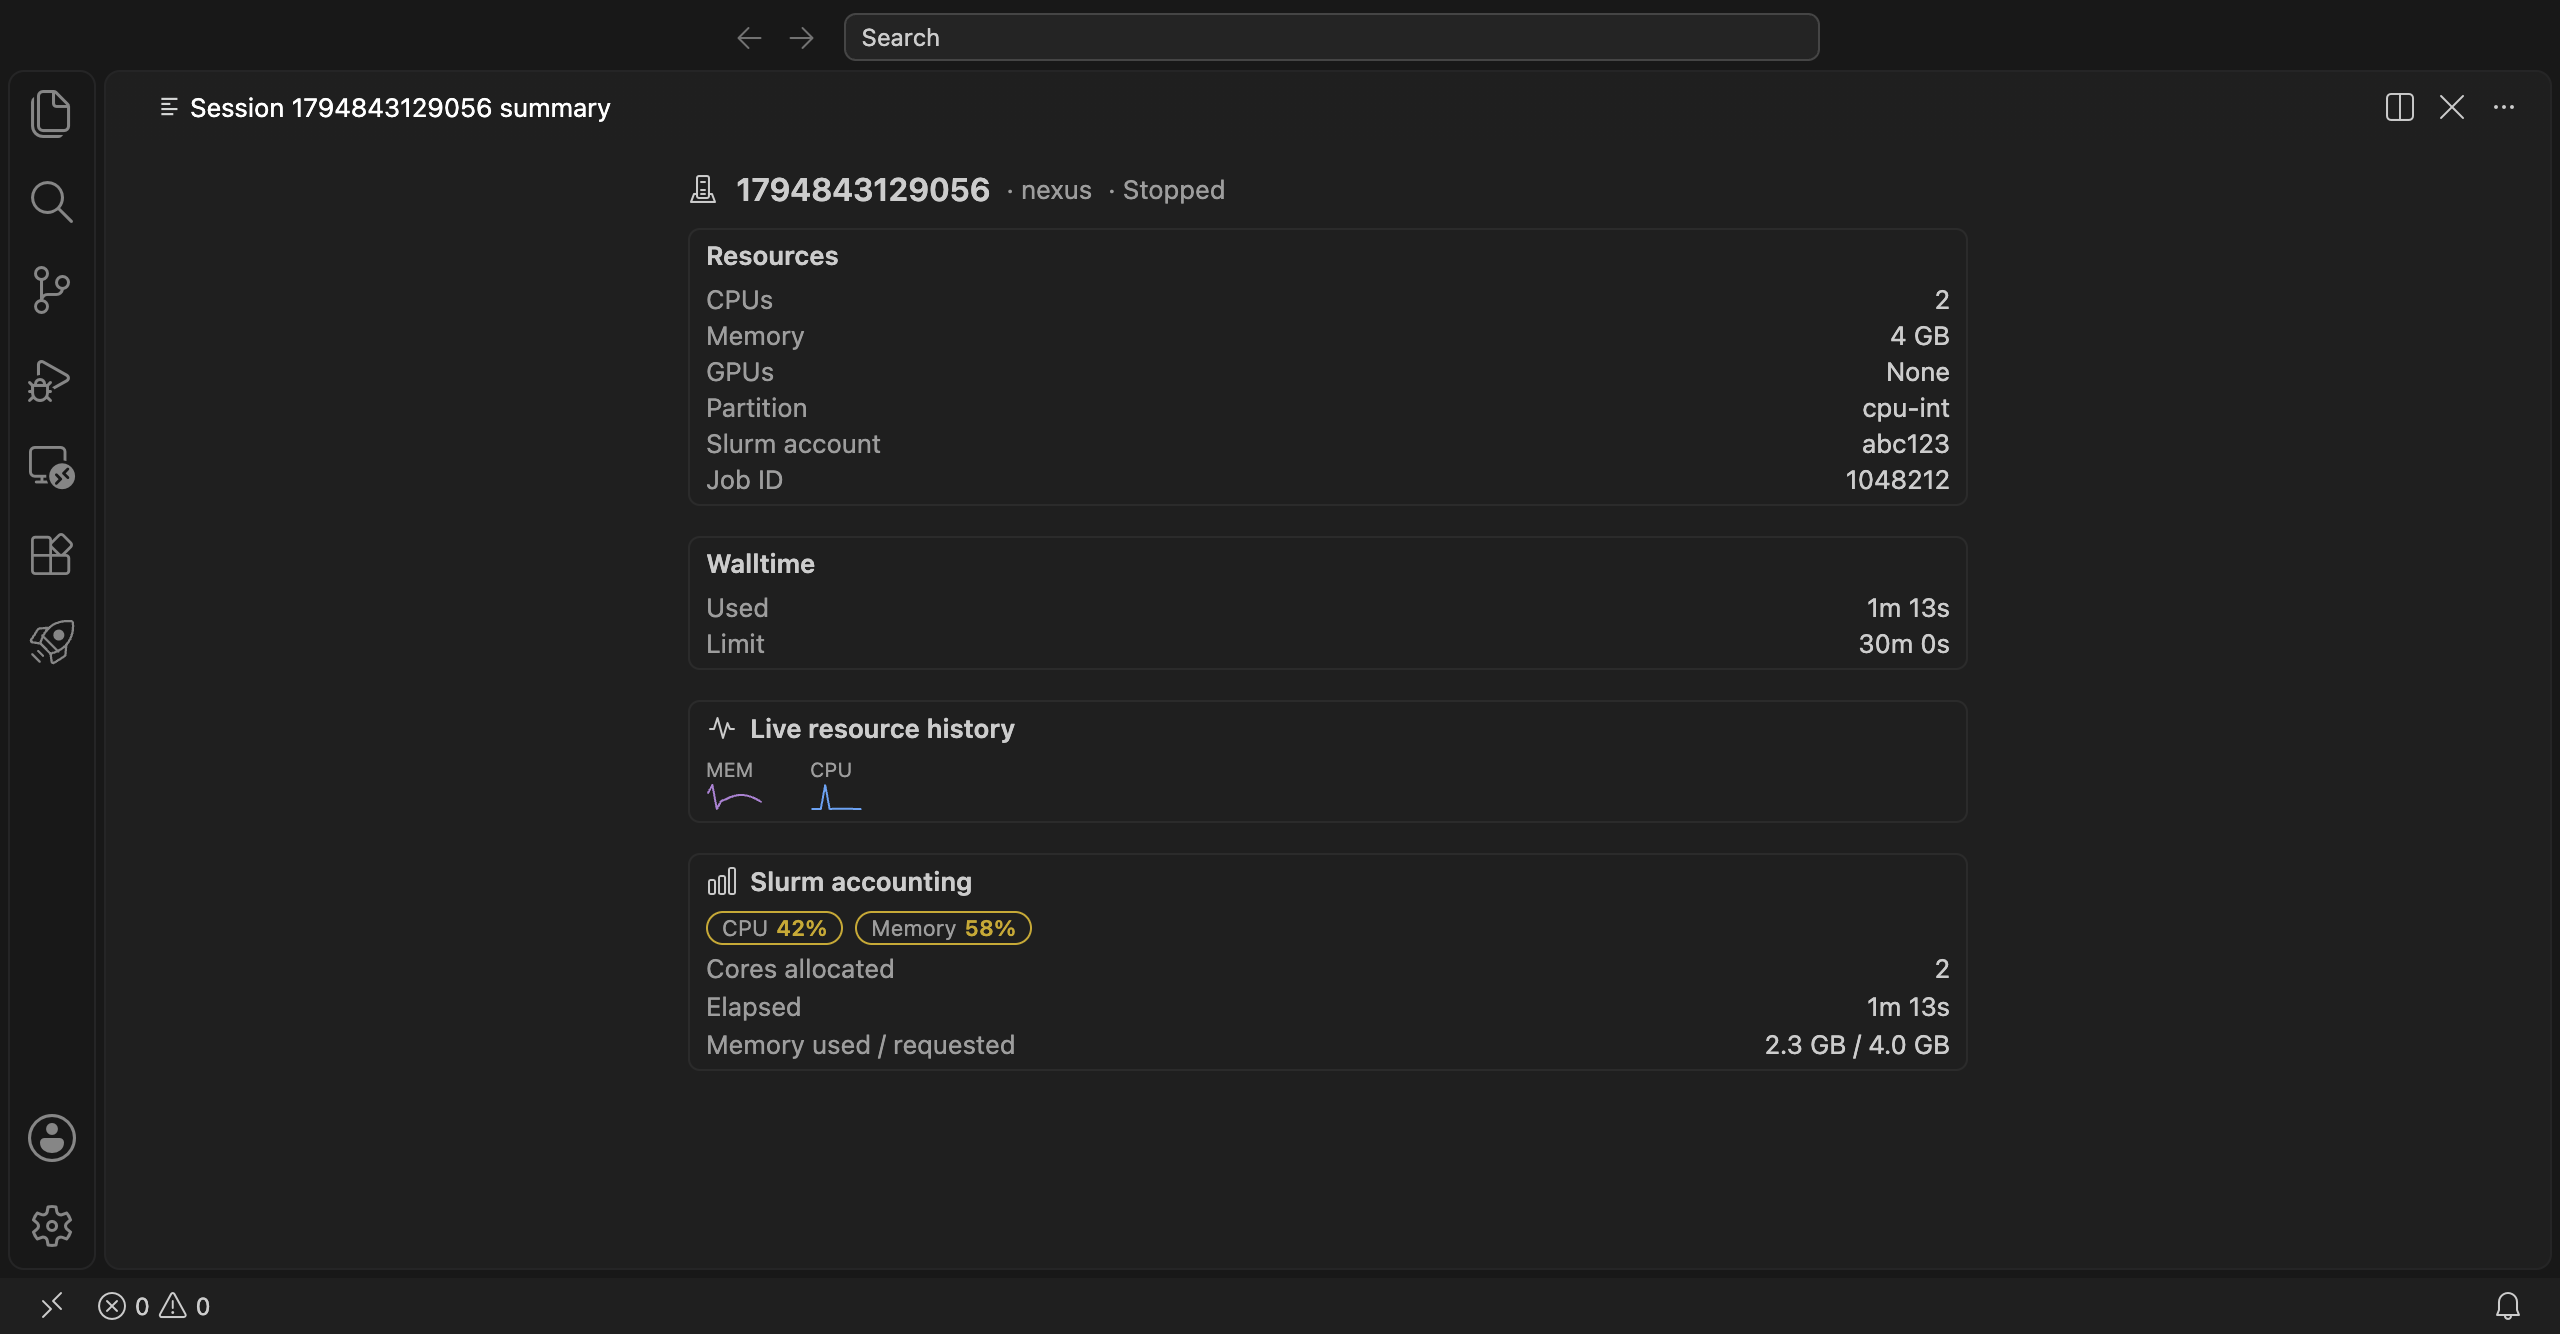 Search
Session 1794843129056 summary
1794843129056 · nexus · Stopped
Resources
CPUs 2
Memory 4 GB
GPUs None
Partition cpu-int
Slurm account abc123
Job ID 1048212
Walltime
Used 1m 13s
Limit 30m 0s
Live resource history
MEM CPU
Slurm accounting
CPU 42% Memory 58%
Cores allocated 2
Elapsed 1m 13s
Memory used / requested 2.3 GB / 4.0 GB
0 0